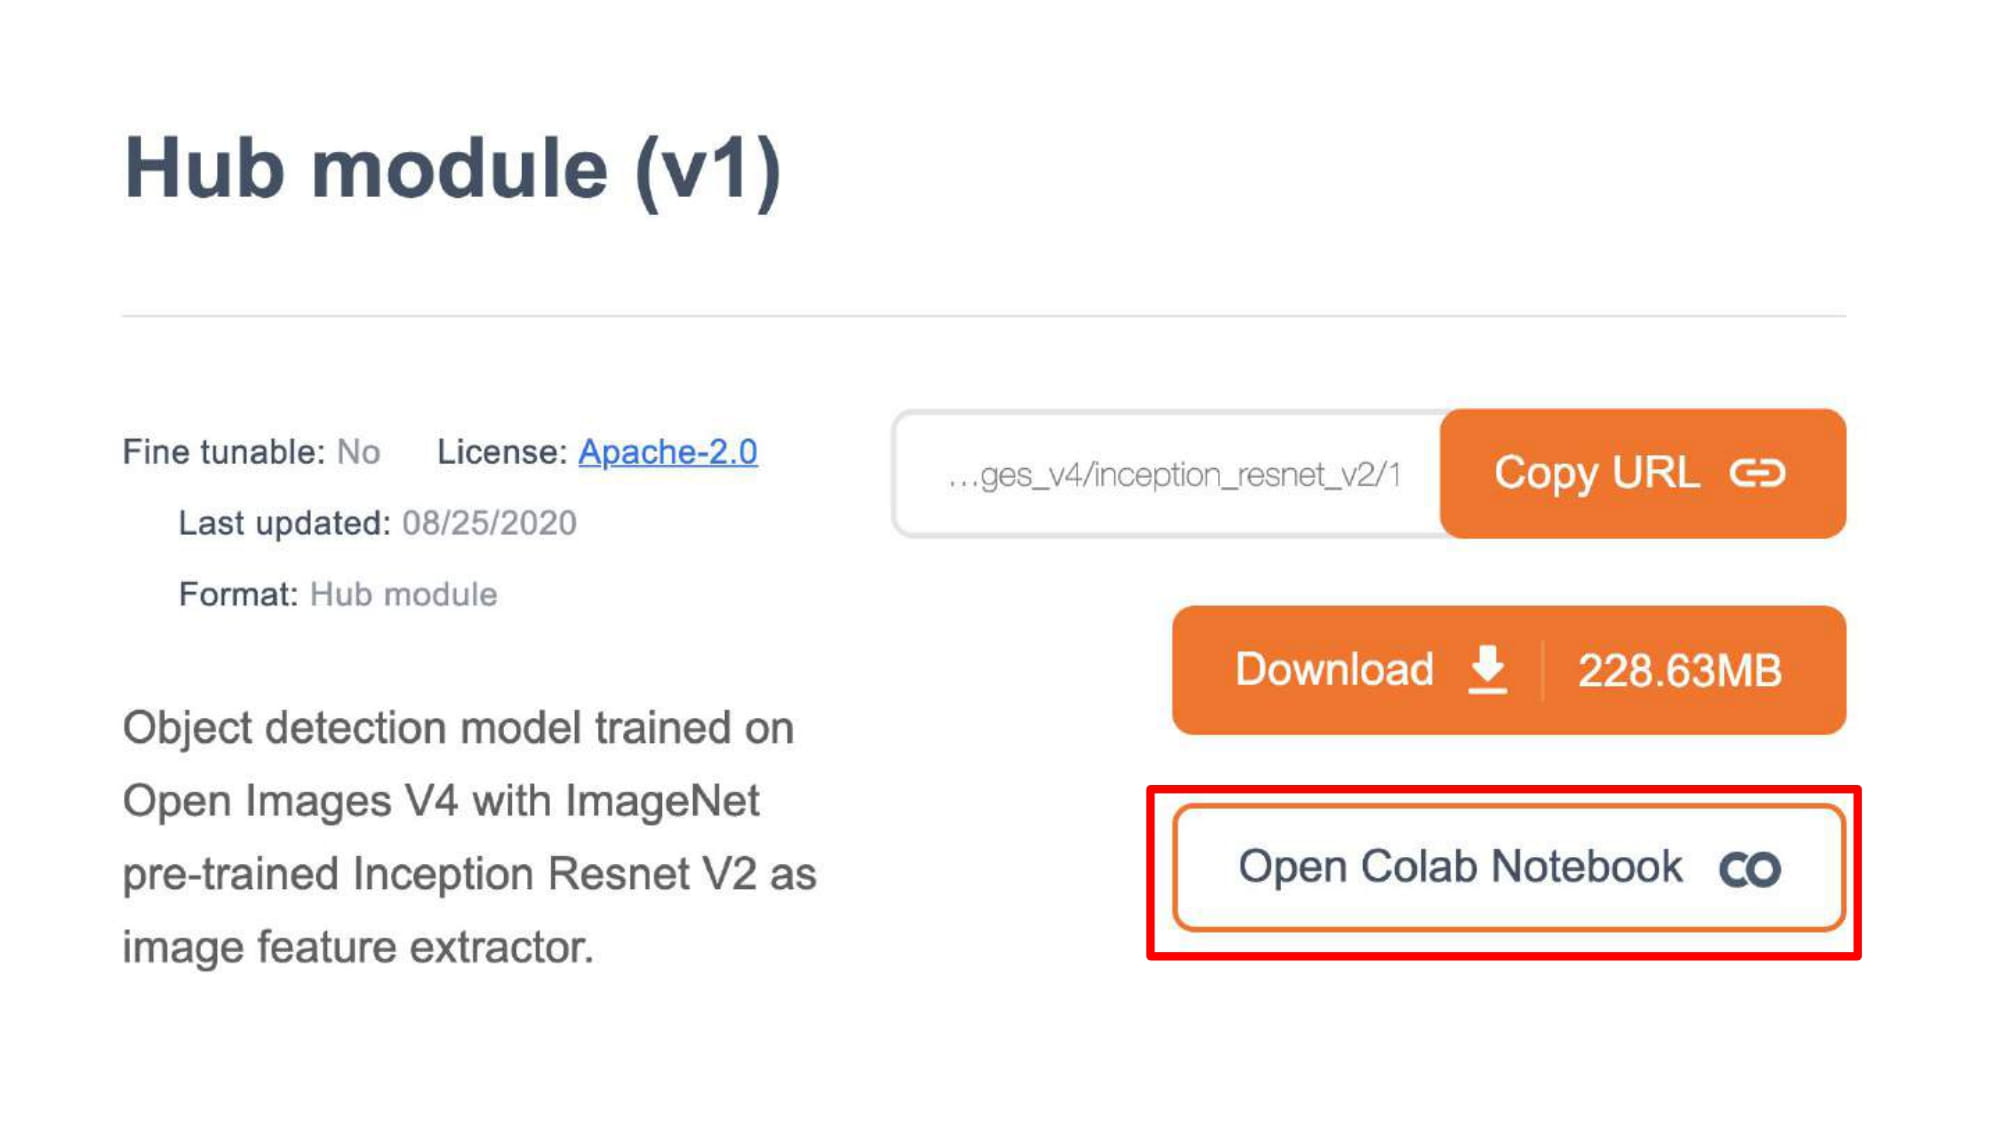 Hub module (v1)
Fine tunable: No License: Apache-2.0
Last updated: 08/25/2020
Format: Hub module
Object detection model trained on
Open Images V4 with ImageNet
pre-trained Inception Resnet V2 as
image feature extractor.
...ges_v4/inception_resnet_v2/1
Copy URL
Download 228.63MB
Open Colab Notebook CO